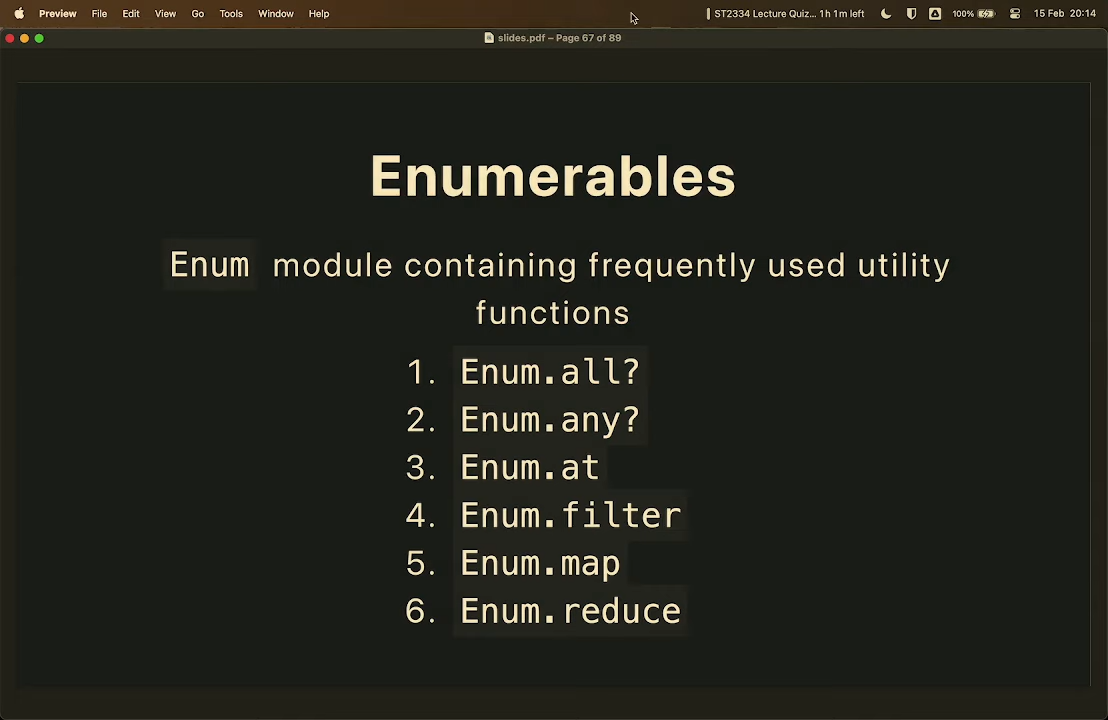 Preview File Edit View Go Tools Window Help ST2334 Lecture Quiz... 1h 1m left 100% 15 Feb 20:14
slides.pdf – Page 67 of 89
Enumerables
Enum module containing frequently used utility
functions
1. Enum.all?
2. Enum.any?
3. Enum.at
4. Enum.filter
5. Enum.map
6. Enum.reduce